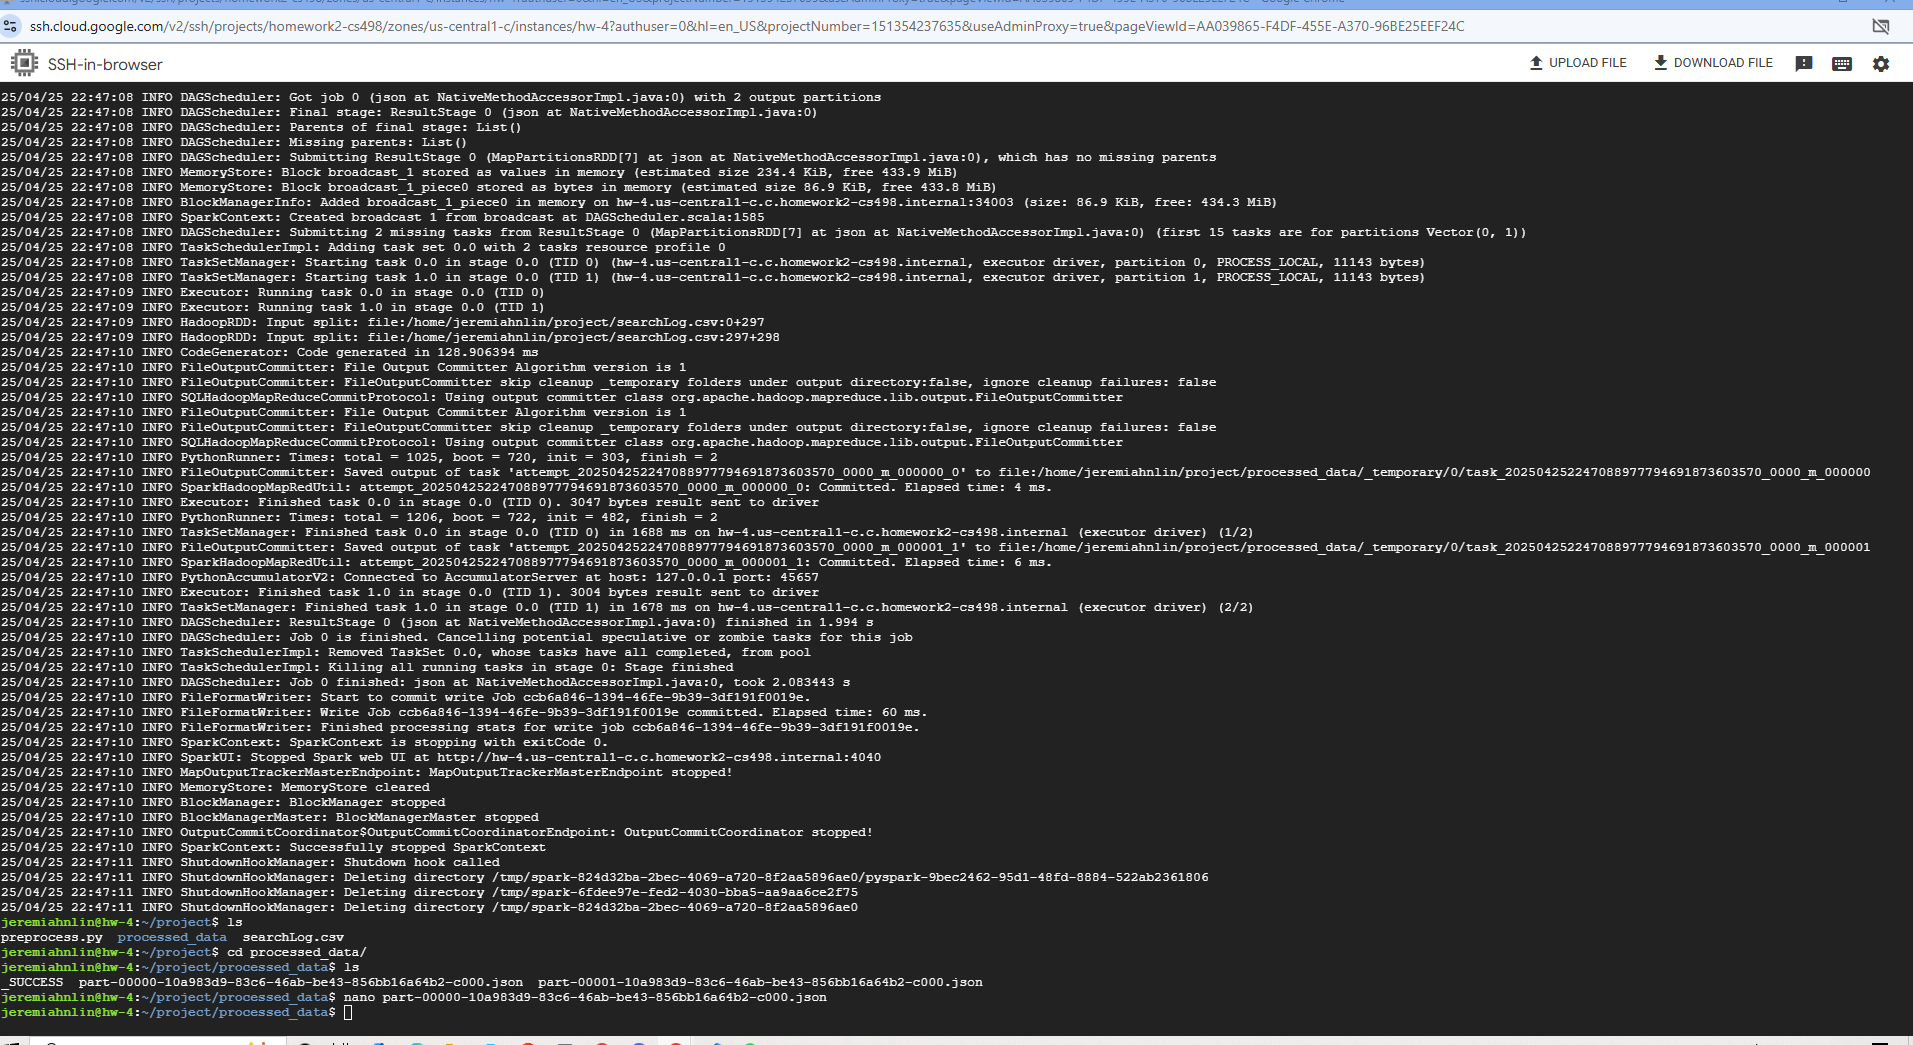 ssh.cloud.google.com/v2/ssh/projects/homework2-cs498/zones/us-central1-c/instances/hw-4?authuser=0&hl=en_US&projectNumber=151354237635&useAdminProxy=true&pageViewId=AA039865-F4DF-455E-A370-96BE25EEF24C
SSH-in-browser
UPLOAD FILE
DOWNLOAD FILE
25/04/25 22:47:08 INFO DAGScheduler: Got job 0 (json at NativeMethodAccessorImpl.java:0) with 2 output partitions
25/04/25 22:47:08 INFO DAGScheduler: Final stage: ResultStage 0 (json at NativeMethodAccessorImpl.java:0)
25/04/25 22:47:08 INFO DAGScheduler: Parents of final stage: List()
25/04/25 22:47:08 INFO DAGScheduler: Missing parents: List()
25/04/25 22:47:08 INFO DAGScheduler: Submitting ResultStage 0 (MapPartitionsRDD[7] at json at NativeMethodAccessorImpl.java:0), which has no missing parents
25/04/25 22:47:08 INFO MemoryStore: Block broadcast_1 stored as values in memory (estimated size 234.4 KiB, free 433.9 MiB)
25/04/25 22:47:08 INFO MemoryStore: Block broadcast_1_piece0 stored as bytes in memory (estimated size 86.9 KiB, free 433.8 MiB)
25/04/25 22:47:08 INFO BlockManagerInfo: Added broadcast_1_piece0 in memory on hw-4.us-central1-c.c.homework2-cs498.internal:34003 (size: 86.9 KiB, free: 434.3 MiB)
25/04/25 22:47:08 INFO SparkContext: Created broadcast 1 from broadcast at DAGScheduler.scala:1585
25/04/25 22:47:08 INFO DAGScheduler: Submitting 2 missing tasks from ResultStage 0 (MapPartitionsRDD[7] at json at NativeMethodAccessorImpl.java:0) (first 15 tasks are for partitions Vector(0, 1))
25/04/25 22:47:08 INFO TaskSchedulerImpl: Adding task set 0.0 with 2 tasks resource profile 0
25/04/25 22:47:08 INFO TaskSetManager: Starting task 0.0 in stage 0.0 (TID 0) (hw-4.us-central1-c.c.homework2-cs498.internal, executor driver, partition 0, PROCESS_LOCAL, 11143 bytes)
25/04/25 22:47:08 INFO TaskSetManager: Starting task 1.0 in stage 0.0 (TID 1) (hw-4.us-central1-c.c.homework2-cs498.internal, executor driver, partition 1, PROCESS_LOCAL, 11143 bytes)
25/04/25 22:47:09 INFO Executor: Running task 0.0 in stage 0.0 (TID 0)
25/04/25 22:47:09 INFO Executor: Running task 1.0 in stage 0.0 (TID 1)
25/04/25 22:47:09 INFO HadoopRDD: Input split: file:/home/jeremiahnlin/project/searchLog.csv:0+297
25/04/25 22:47:09 INFO HadoopRDD: Input split: file:/home/jeremiahnlin/project/searchLog.csv:297+298
25/04/25 22:47:10 INFO CodeGenerator: Code generated in 128.906394 ms
25/04/25 22:47:10 INFO FileOutputCommitter: File Output Committer Algorithm version is 1
25/04/25 22:47:10 INFO FileOutputCommitter: FileOutputCommitter skip cleanup _temporary folders under output directory:false, ignore cleanup failures: false
25/04/25 22:47:10 INFO SQLHadoopMapReduceCommitProtocol: Using output committer class org.apache.hadoop.mapreduce.lib.output.FileOutputCommitter
25/04/25 22:47:10 INFO FileOutputCommitter: File Output Committer Algorithm version is 1
25/04/25 22:47:10 INFO FileOutputCommitter: FileOutputCommitter skip cleanup _temporary folders under output directory:false, ignore cleanup failures: false
25/04/25 22:47:10 INFO SQLHadoopMapReduceCommitProtocol: Using output committer class org.apache.hadoop.mapreduce.lib.output.FileOutputCommitter
25/04/25 22:47:10 INFO PythonRunner: Times: total = 1025, boot = 720, init = 303, finish = 2
25/04/25 22:47:10 INFO FileOutputCommitter: Saved output of task 'attempt_202504252247088977794691873603570_0000_m_000000_0' to file:/home/jeremiahnlin/project/processed_data/_temporary/0/task_202504252247088977794691873603570_0000_m_000000
25/04/25 22:47:10 INFO SparkHadoopMapRedUtil: attempt_202504252247088977794691873603570_0000_m_000000_0: Committed. Elapsed time: 4 ms.
25/04/25 22:47:10 INFO Executor: Finished task 0.0 in stage 0.0 (TID 0). 3047 bytes result sent to driver
25/04/25 22:47:10 INFO PythonRunner: Times: total = 1206, boot = 722, init = 482, finish = 2
25/04/25 22:47:10 INFO TaskSetManager: Finished task 0.0 in stage 0.0 (TID 0) in 1688 ms on hw-4.us-central1-c.c.homework2-cs498.internal (executor driver) (1/2)
25/04/25 22:47:10 INFO FileOutputCommitter: Saved output of task 'attempt_202504252247088977794691873603570_0000_m_000001_1' to file:/home/jeremiahnlin/project/processed_data/_temporary/0/task_202504252247088977794691873603570_0000_m_000001
25/04/25 22:47:10 INFO SparkHadoopMapRedUtil: attempt_202504252247088977794691873603570_0000_m_000001_1: Committed. Elapsed time: 6 ms.
25/04/25 22:47:10 INFO PythonAccumulatorV2: Connected to AccumulatorServer at host: 127.0.0.1 port: 45657
25/04/25 22:47:10 INFO Executor: Finished task 1.0 in stage 0.0 (TID 1). 3004 bytes result sent to driver
25/04/25 22:47:10 INFO TaskSetManager: Finished task 1.0 in stage 0.0 (TID 1) in 1678 ms on hw-4.us-central1-c.c.homework2-cs498.internal (executor driver) (2/2)
25/04/25 22:47:10 INFO DAGScheduler: ResultStage 0 (json at NativeMethodAccessorImpl.java:0) finished in 1.994 s
25/04/25 22:47:10 INFO DAGScheduler: Job 0 is finished. Cancelling potential speculative or zombie tasks for this job
25/04/25 22:47:10 INFO TaskSchedulerImpl: Removed TaskSet 0.0, whose tasks have all completed, from pool
25/04/25 22:47:10 INFO TaskSchedulerImpl: Killing all running tasks in stage 0: Stage finished
25/04/25 22:47:10 INFO DAGScheduler: Job 0 finished: json at NativeMethodAccessorImpl.java:0, took 2.083443 s
25/04/25 22:47:10 INFO FileFormatWriter: Start to commit write Job ccb6a846-1394-46fe-9b39-3df191f0019e.
25/04/25 22:47:10 INFO FileFormatWriter: Write Job ccb6a846-1394-46fe-9b39-3df191f0019e committed. Elapsed time: 60 ms.
25/04/25 22:47:10 INFO FileFormatWriter: Finished processing stats for write job ccb6a846-1394-46fe-9b39-3df191f0019e.
25/04/25 22:47:10 INFO SparkContext: SparkContext is stopping with exitCode 0.
25/04/25 22:47:10 INFO SparkUI: Stopped Spark web UI at http://hw-4.us-central1-c.c.homework2-cs498.internal:4040
25/04/25 22:47:10 INFO MapOutputTrackerMasterEndpoint: MapOutputTrackerMasterEndpoint stopped!
25/04/25 22:47:10 INFO MemoryStore: MemoryStore cleared
25/04/25 22:47:10 INFO BlockManager: BlockManager stopped
25/04/25 22:47:10 INFO BlockManagerMaster: BlockManagerMaster stopped
25/04/25 22:47:10 INFO OutputCommitCoordinator$OutputCommitCoordinatorEndpoint: OutputCommitCoordinator stopped!
25/04/25 22:47:10 INFO SparkContext: Successfully stopped SparkContext
25/04/25 22:47:11 INFO ShutdownHookManager: Shutdown hook called
25/04/25 22:47:11 INFO ShutdownHookManager: Deleting directory /tmp/spark-824d32ba-2bec-4069-a720-8f2aa5896ae0/pyspark-9bec2462-95d1-48fd-8884-522ab2361806
25/04/25 22:47:11 INFO ShutdownHookManager: Deleting directory /tmp/spark-6fdee97e-fed2-4030-bba5-aa9aa6ce2f75
25/04/25 22:47:11 INFO ShutdownHookManager: Deleting directory /tmp/spark-824d32ba-2bec-4069-a720-8f2aa5896ae0
jeremiahnlin@hw-4:~/project$ ls
preprocess.py  processed_data  searchLog.csv
jeremiahnlin@hw-4:~/project$ cd processed_data/
jeremiahnlin@hw-4:~/project/processed_data$ ls
_SUCCESS  part-00000-10a983d9-83c6-46ab-be43-856bb16a64b2-c000.json  part-00001-10a983d9-83c6-46ab-be43-856bb16a64b2-c000.json
jeremiahnlin@hw-4:~/project/processed_data$ nano part-00000-10a983d9-83c6-46ab-be43-856bb16a64b2-c000.json
jeremiahnlin@hw-4:~/project/processed_data$